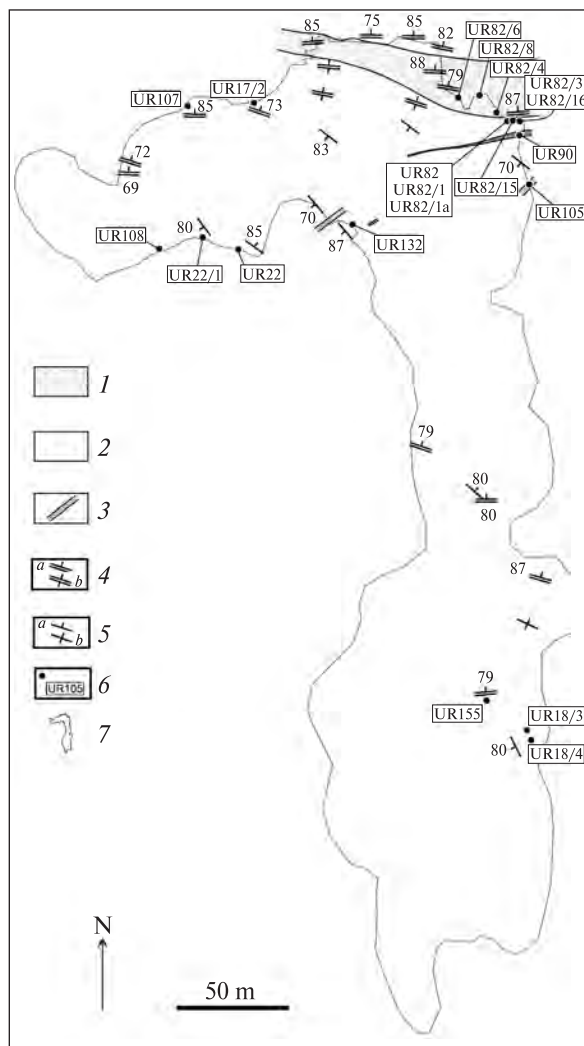 85
75
85
82
UR82/6
UR82/8
UR82/4
UR82/3
UR82/16
88
79
87
UR107
85
UR17/2
73
83
UR82
UR82/1
UR82/1a
UR82/15
UR90
70
UR105
72
69
80
85
70
87
UR132
UR108
UR22/1
UR22
1
2
3
a
b
4
a
b
5
UR105
6
7
79
80
80
87
79
UR155
UR18/3
80
UR18/4
N
50 m